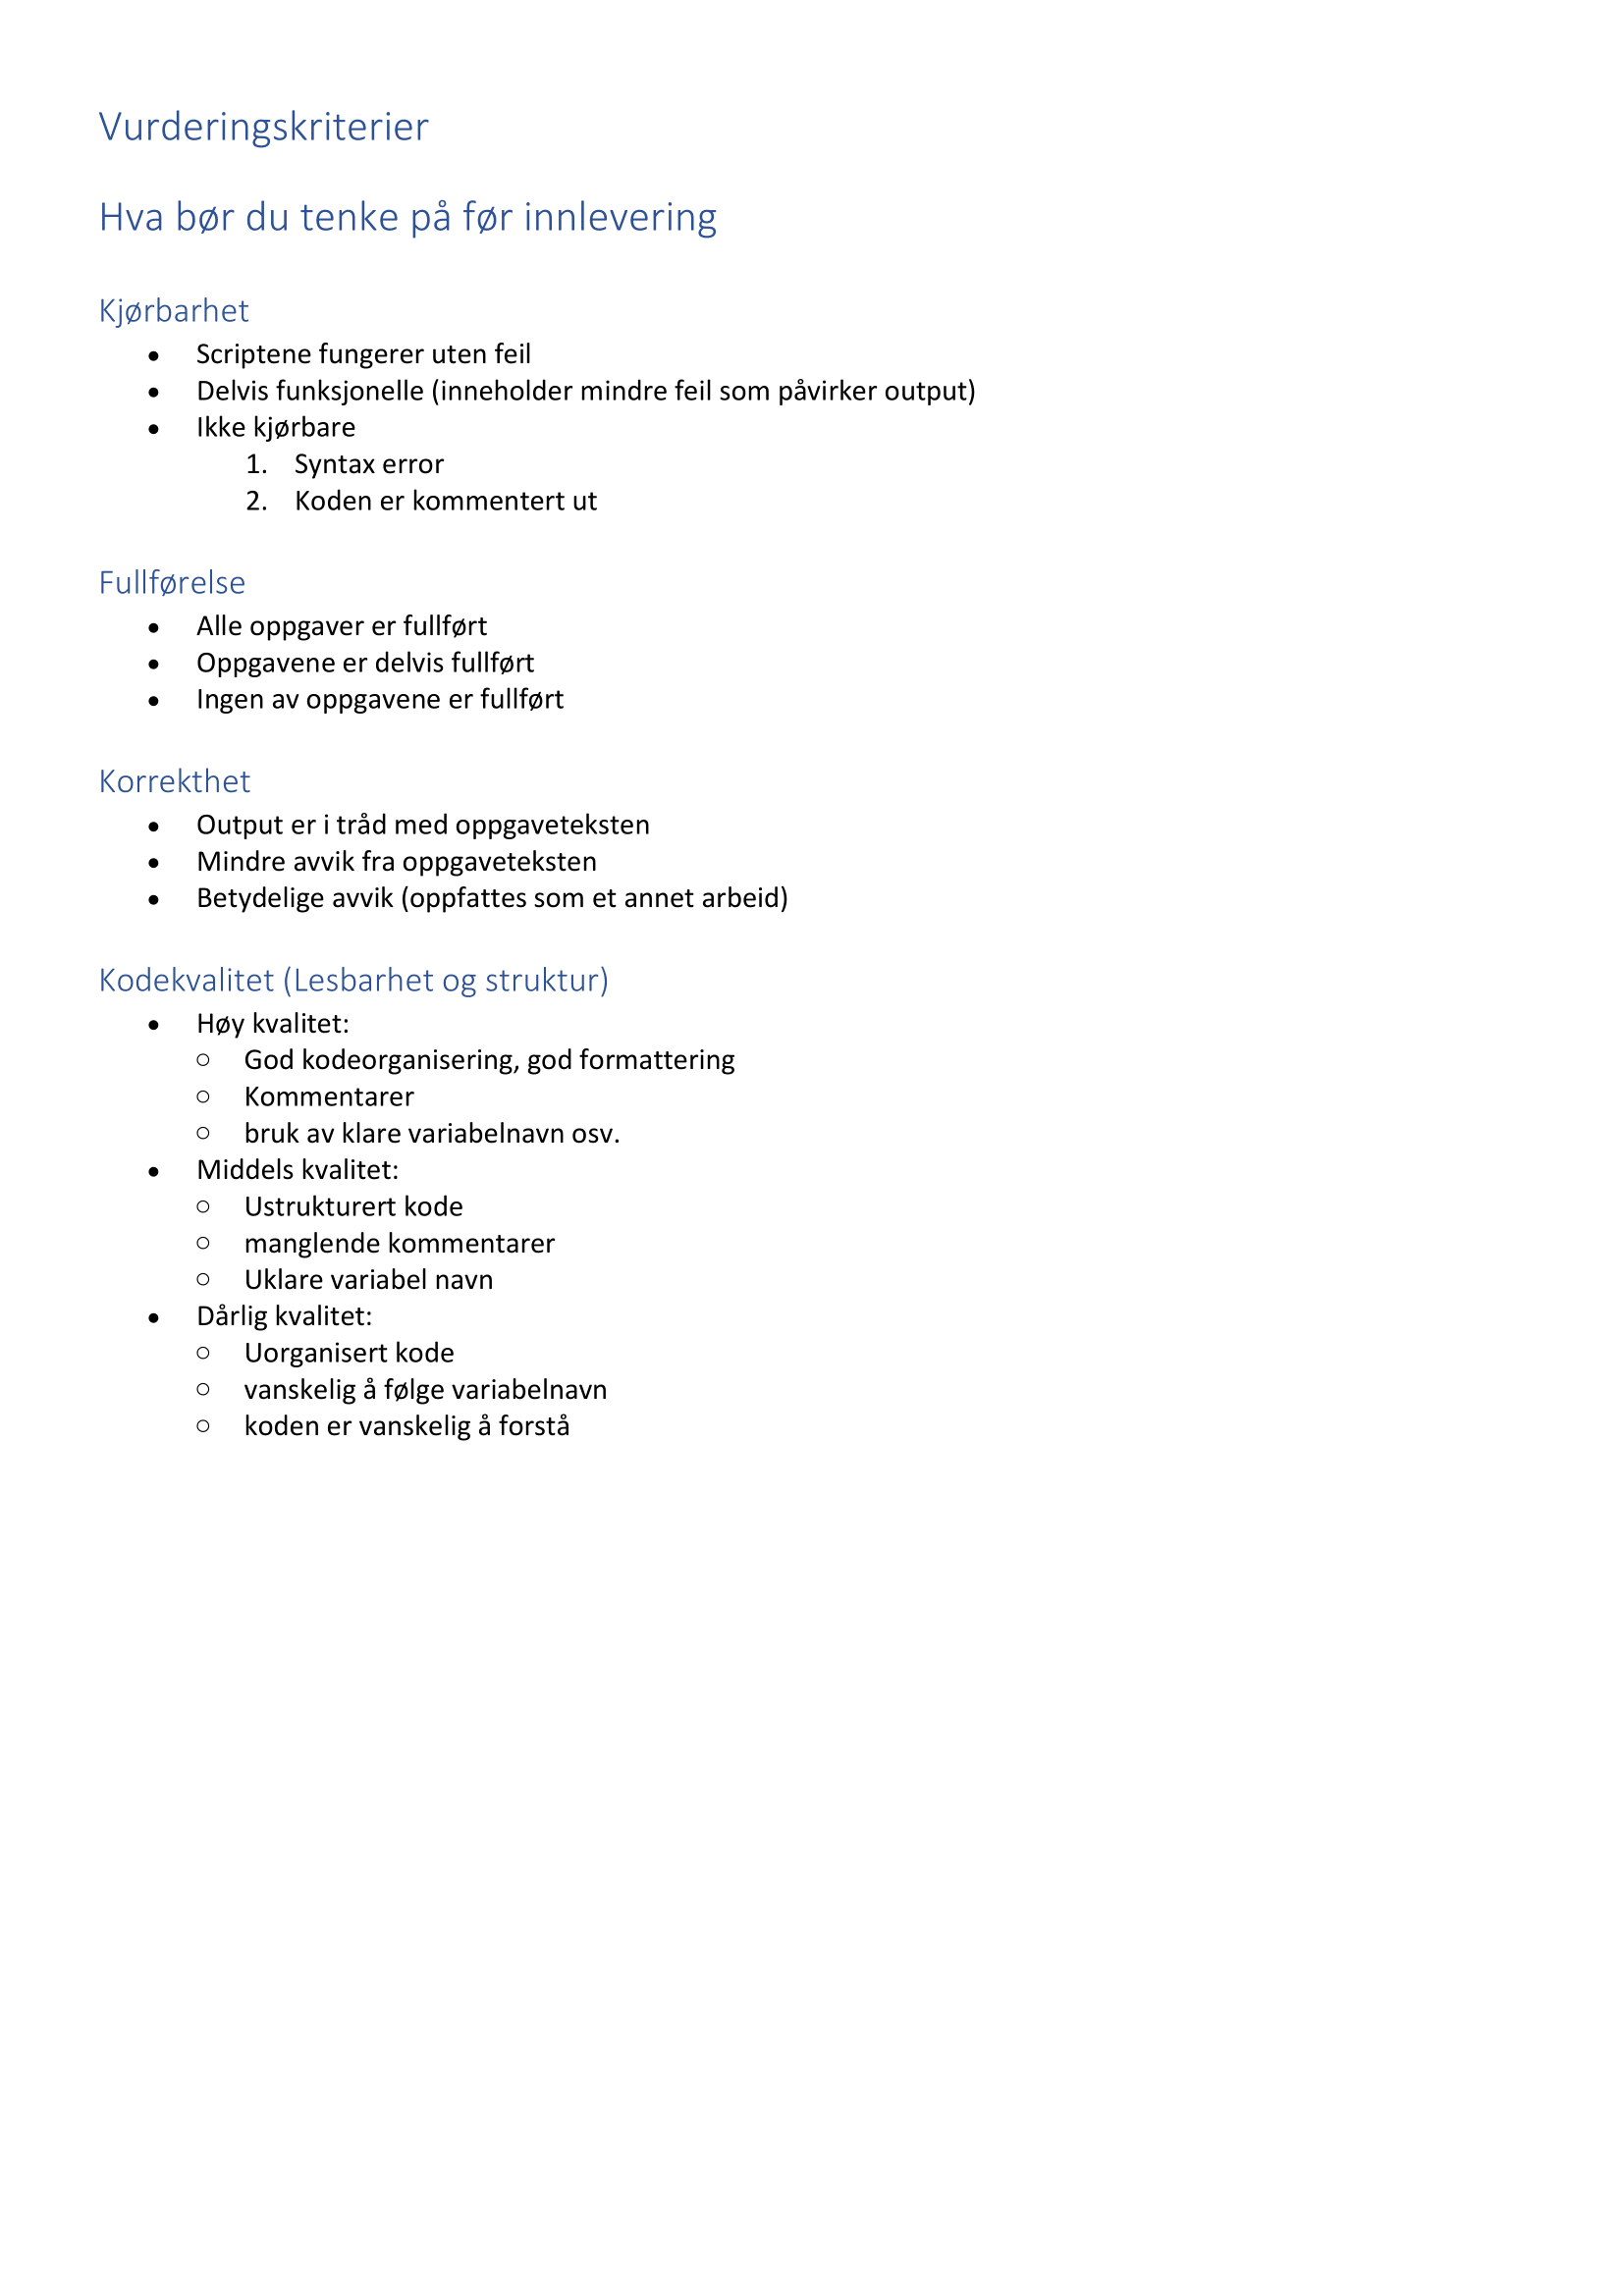 Vurderingskriterier
Hva bør du tenke på før innlevering
Kjørbarhet
• Scriptene fungerer uten feil
• Delvis funksjonelle (inneholder mindre feil som påvirker output)
• Ikke kjørbare
1. Syntax error
2. Koden er kommentert ut
Fullførelse
• Alle oppgaver er fullført
• Oppgavene er delvis fullført
• Ingen av oppgavene er fullført
Korrekthet
• Output er i tråd med oppgaveteksten
• Mindre avvik fra oppgaveteksten
• Betydelige avvik (oppfattes som et annet arbeid)
Kodekvalitet (Lesbarhet og struktur)
• Høy kvalitet:
○ God kodeorganisering, god formattering
○ Kommentarer
○ bruk av klare variabelnavn osv.
• Middels kvalitet:
○ Ustrukturert kode
○ manglende kommentarer
○ Uklare variabel navn
• Dårlig kvalitet:
○ Uorganisert kode
○ vanskelig å følge variabelnavn
○ koden er vanskelig å forstå